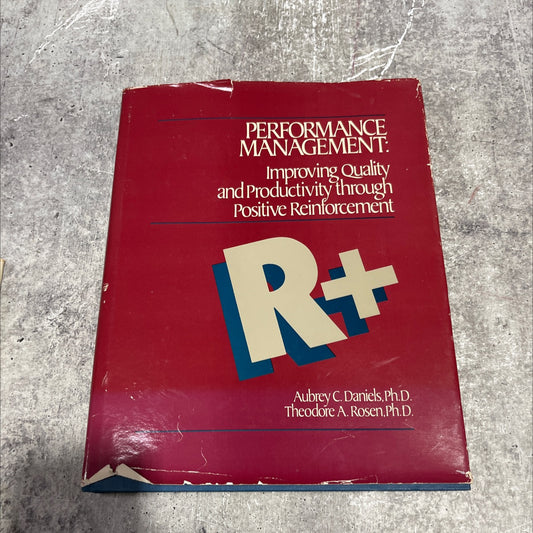 PERFORMANCE
MANAGEMENT:
Improving Quality
and Productivity through
Positive Reinforcement
R+
Aubrey C. Daniels, Ph.D.
Theodore A. Rosen, Ph.D.